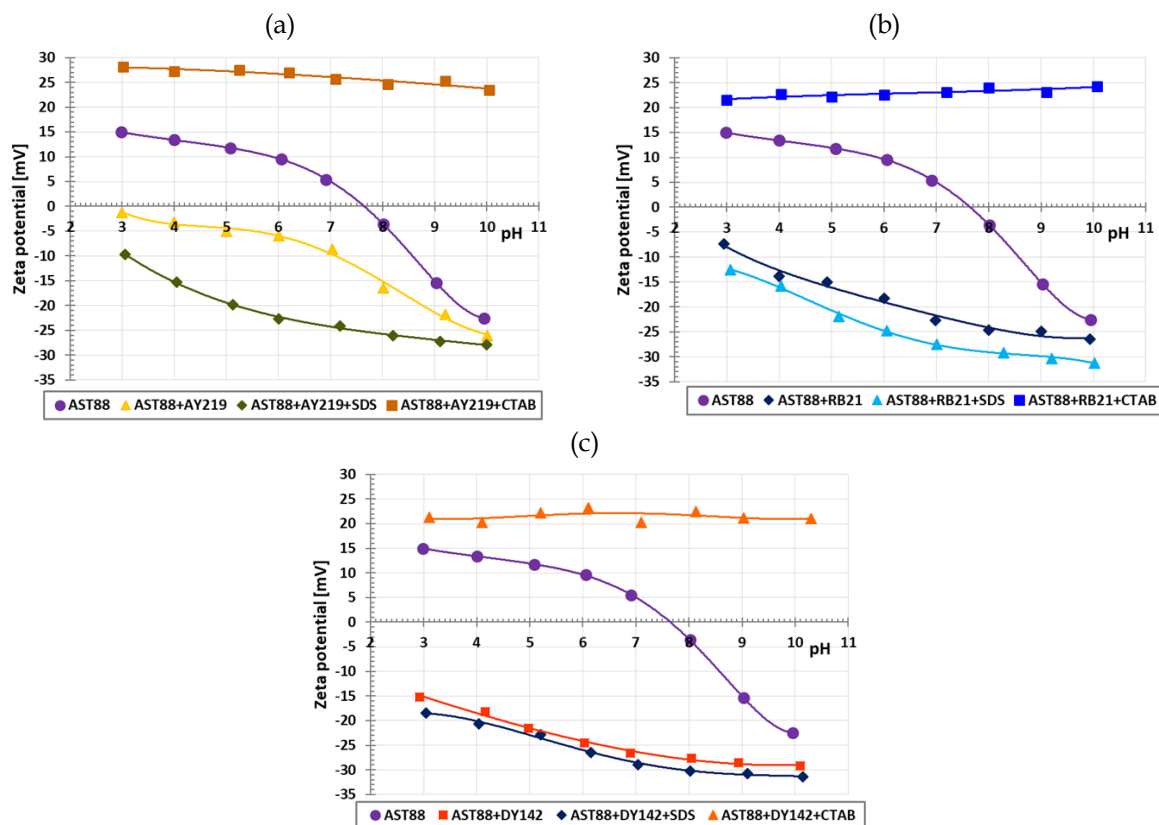 (a)
30
25
20
15
10
5
0
-5
-10
-15
-20
-25
-30
-35
Zeta potential [mV]
2 3 4 5 6 7 8 9 10 11
pH
AST88 AST88+AY219 AST88+AY219+SDS AST88+AY219+CTAB
(b)
30
25
20
15
10
5
0
-5
-10
-15
-20
-25
-30
-35
Zeta potential [mV]
2 3 4 5 6 7 8 9 10 11
pH
AST88 AST88+RB21 AST88+RB21+SDS AST88+RB21+CTAB
(c)
30
25
20
15
10
5
0
-5
-10
-15
-20
-25
-30
-35
Zeta potential [mV]
2 3 4 5 6 7 8 9 10 11
pH
AST88 AST88+DY142 AST88+DY142+SDS AST88+DY142+CTAB